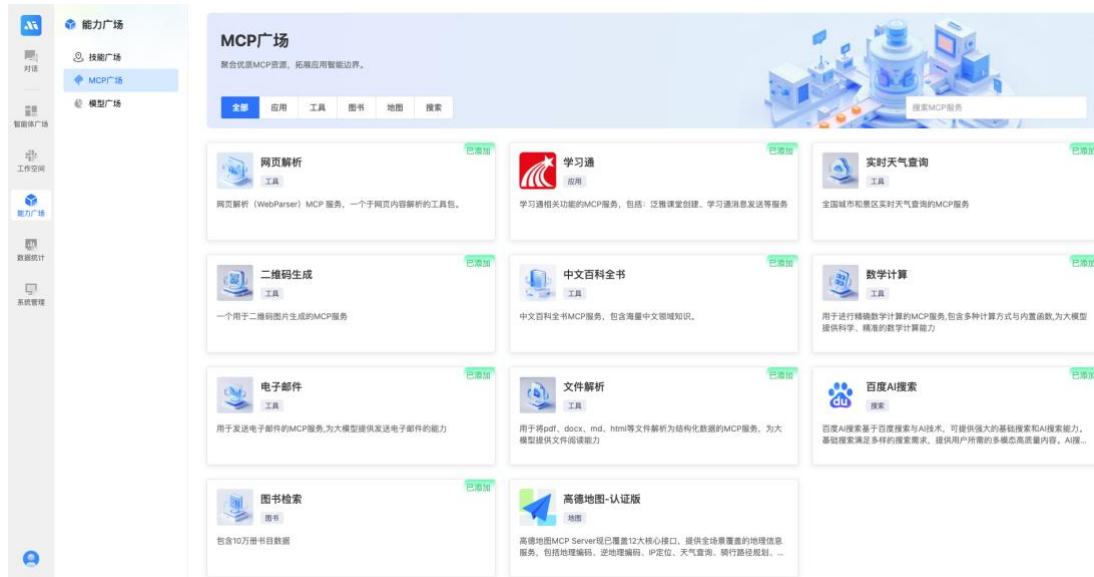 能力广场
技能广场
MCP广场
模型广场
对话
智能体广场
工作空间
能力广场
数据统计
系统管理
MCP广场
聚合优质MCP资源，拓展应用智能边界。
全部 应用 工具 图书 地图 搜索
搜索MCP服务
已添加
网页解析
工具
网页解析（WebParser）MCP 服务，一个于网页内容解析的工具包。
已添加
学习通
应用
学习通相关功能的MCP服务，包括：泛雅课堂创建、学习通消息发送等服务
已添加
实时天气查询
工具
全国城市和景区实时天气查询的MCP服务
已添加
二维码生成
工具
一个用于二维码图片生成的MCP服务
已添加
中文百科全书
工具
中文百科全书MCP服务，包含海量中文领域知识。
已添加
数学计算
工具
用于进行精确数学计算的MCP服务,包含多种计算方式与内置函数,为大模型
提供科学、精准的数学计算能力
已添加
电子邮件
工具
用于发送电子邮件的MCP服务,为大模型提供发送电子邮件的能力
已添加
文件解析
工具
用于将pdf、docx、md、html等文件解析为结构化数据的MCP服务，为大
模型提供文件阅读能力
已添加
du
百度AI搜索
搜索
百度AI搜索基于百度搜索与AI技术，可提供强大的基础搜索和AI搜索能力。
基础搜索满足多样的搜索需求，提供用户所需的多模态高质量内容。AI搜...
已添加
图书检索
图书
包含10万册书目数据
高德地图-认证版
地图
高德地图MCP Server现已覆盖12大核心接口，提供全场景覆盖的地理信息
服务，包括地理编码、逆地理编码、IP定位、天气查询、骑行路径规划、...